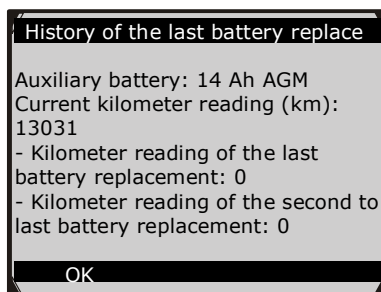 History of the last battery replace
Auxiliary battery: 14 Ah AGM
Current kilometer reading (km):
13031
- Kilometer reading of the last
battery replacement: 0
- Kilometer reading of the second to
last battery replacement: 0
OK